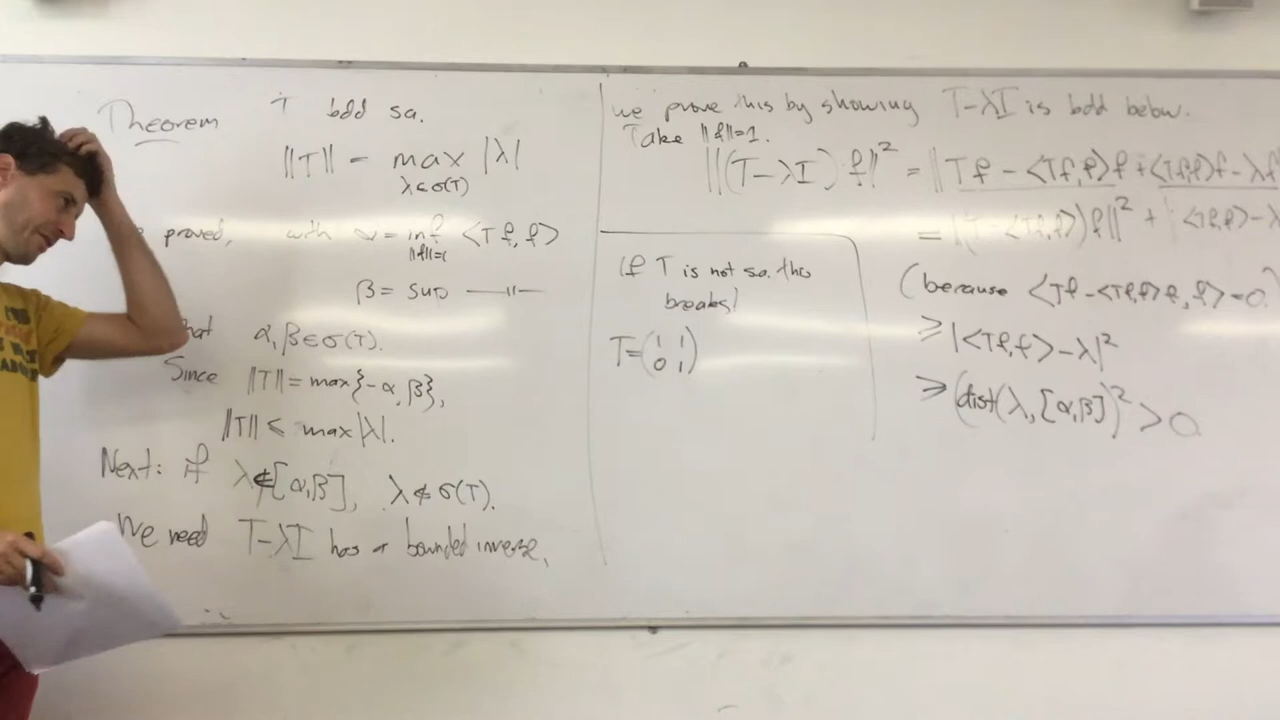 Theorem T bdd sa.
||T|| = max |λ|
λ∈σ(T)
proved, with α = inf <Tf, f>
||f||=1
β = sup —||—
that α, β ∈ σ(T).
Since ||T|| = max{-α, β},
||T|| ≤ max|λ|.
Next: if λ∉[α,β], λ∉σ(T).
We need T-λI has a bounded inverse,
we prove this by showing T-λI is bdd below.
Take ||f||=1.
||(T-λI) f||² = ||Tf - <Tf,f>f + <Tf,f>f - λf
= ||(T - <Tf,f>)f||² + |<Tf,f> - λ
(because <Tf-<Tf,f>f, f>=0.)
≥ |<Tf,f> - λ|²
≥ (dist(λ, [α,β])² > 0.
If T is not sa. this
breaks!
T = (1 1
0 1)